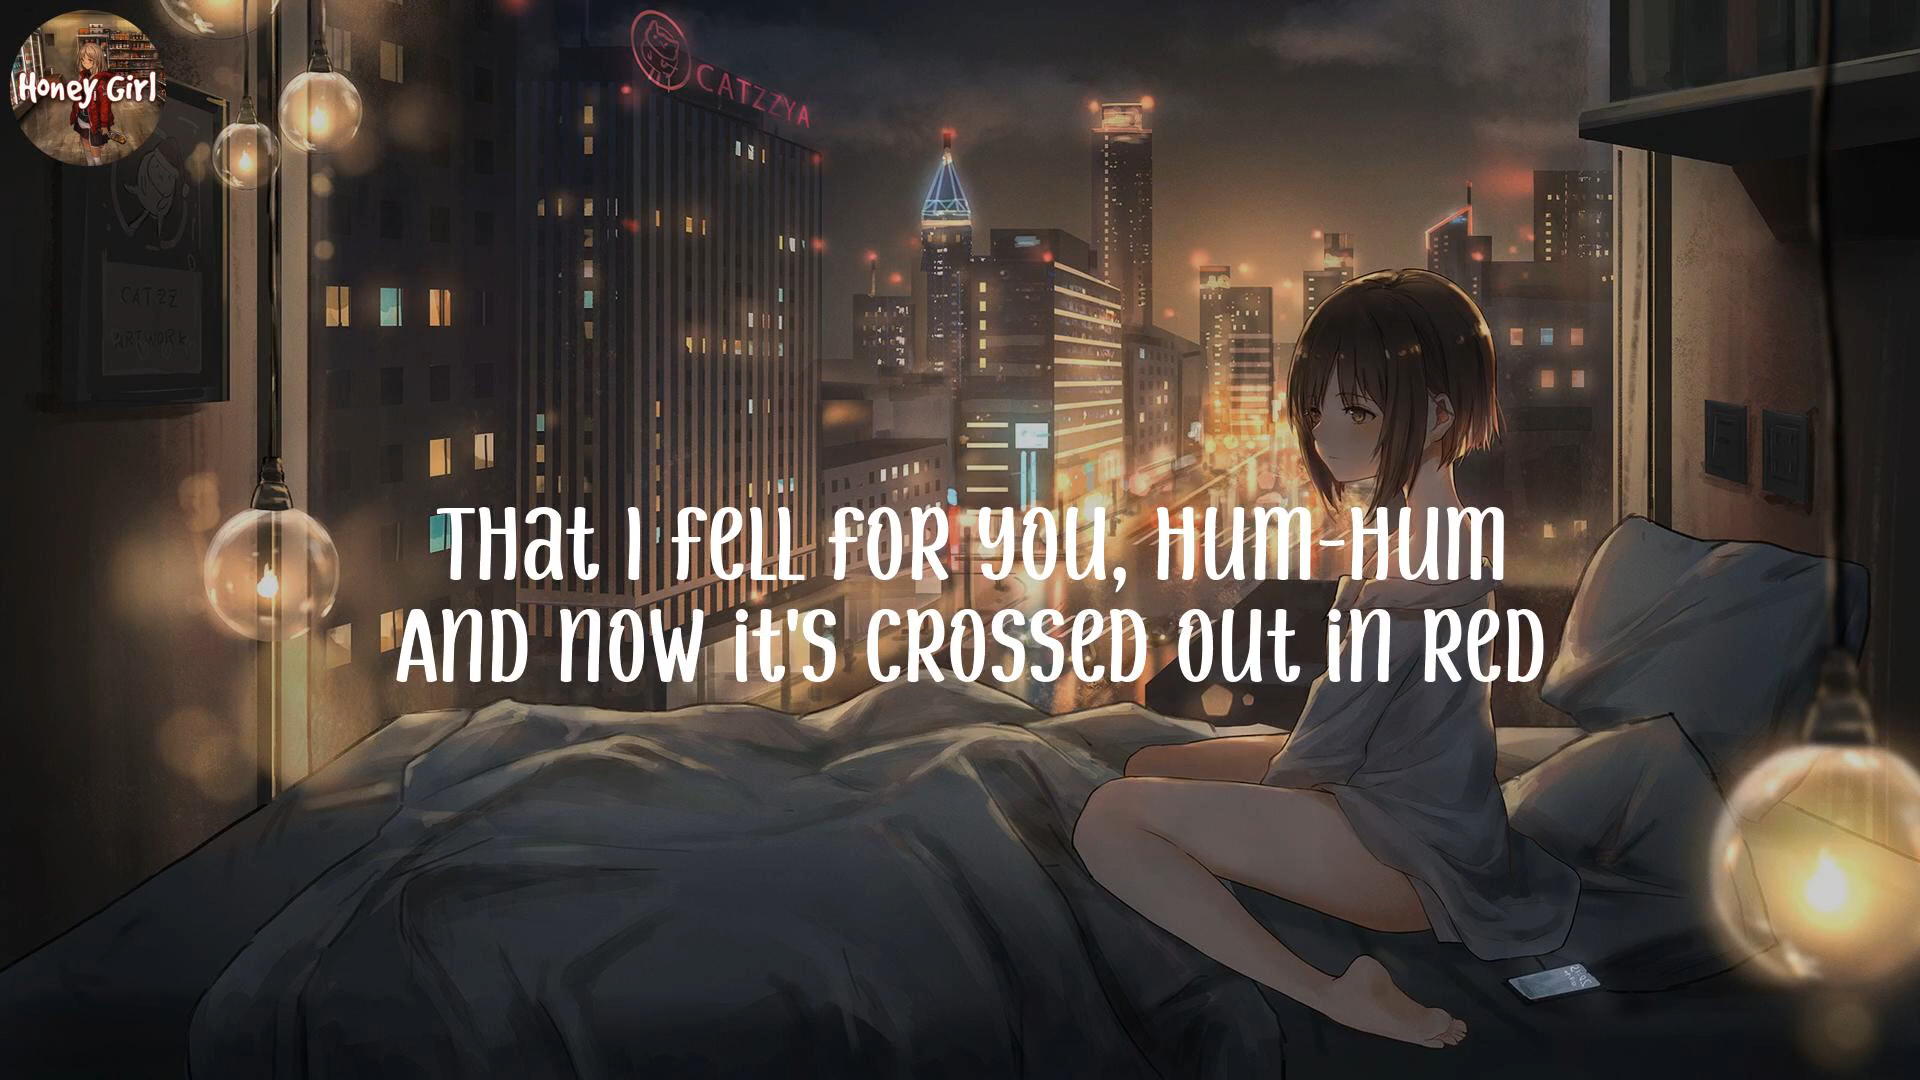 Honey Girl
CATZZYA
CATZZ
ARTWORK
That I fell for you, hum-hum
And now it's crossed out in red